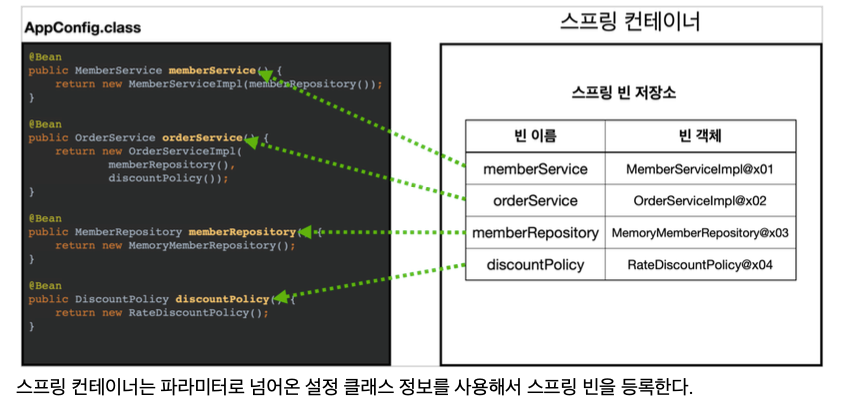 AppConfig.class
@Bean
public MemberService memberService() {
return new MemberServiceImpl(memberRepository());
}
@Bean
public OrderService orderService() {
return new OrderServiceImpl(
memberRepository(),
discountPolicy());
}
@Bean
public MemberRepository memberRepository() {
return new MemoryMemberRepository();
}
@Bean
public DiscountPolicy discountPolicy() {
return new RateDiscountPolicy();
}
스프링 컨테이너
스프링 빈 저장소
빈 이름 빈 객체
memberService MemberServiceImpl@x01
orderService OrderServiceImpl@x02
memberRepository MemoryMemberRepository@x03
discountPolicy RateDiscountPolicy@x04
스프링 컨테이너는 파라미터로 넘어온 설정 클래스 정보를 사용해서 스프링 빈을 등록한다.